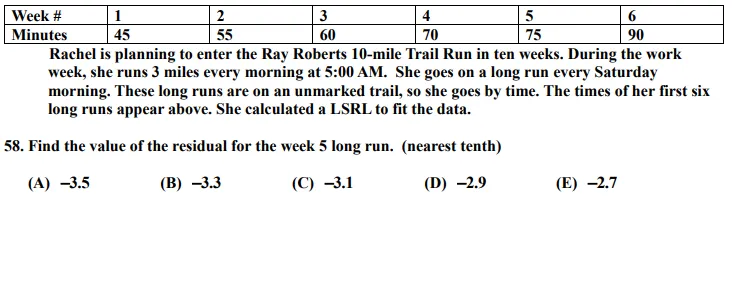 Week # 1 2 3 4 5 6
Minutes 45 55 60 70 75 90
Rachel is planning to enter the Ray Roberts 10-mile Trail Run in ten weeks. During the work
week, she runs 3 miles every morning at 5:00 AM. She goes on a long run every Saturday
morning. These long runs are on an unmarked trail, so she goes by time. The times of her first six
long runs appear above. She calculated a LSRL to fit the data.
58. Find the value of the residual for the week 5 long run. (nearest tenth)
(A) –3.5 (B) –3.3 (C) –3.1 (D) –2.9 (E) –2.7